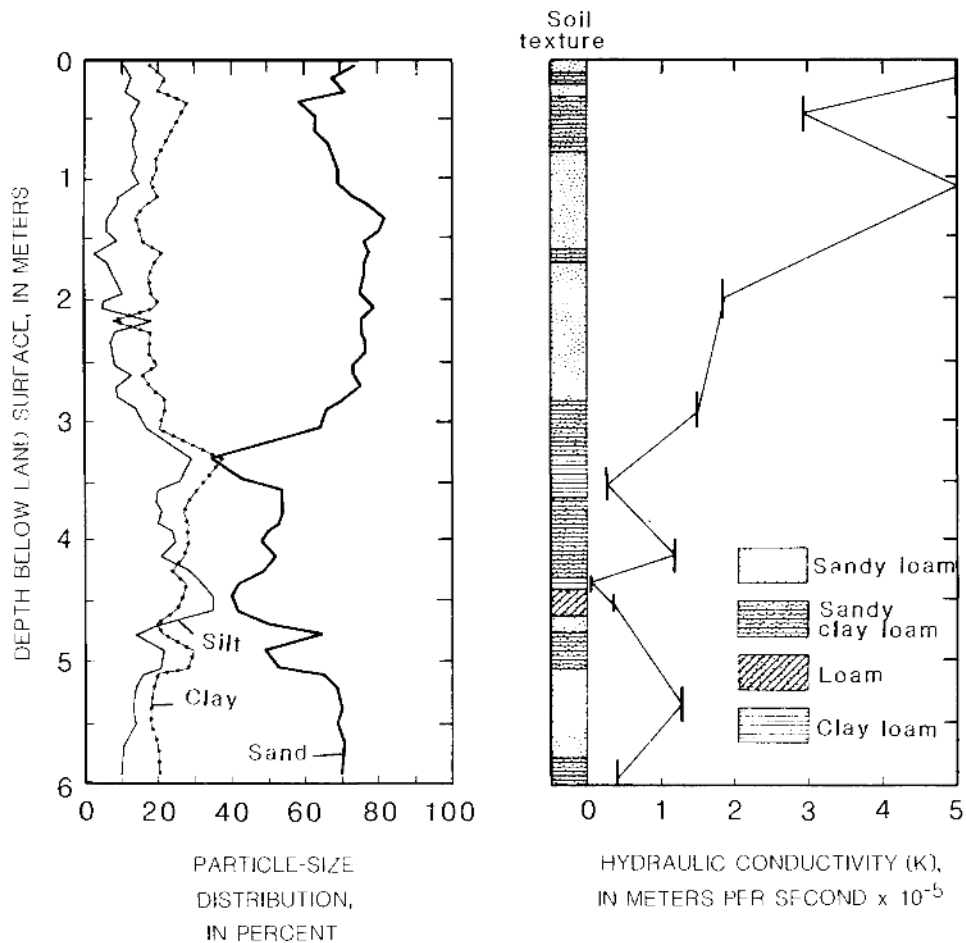 Soil
texture
0
1
2
3
4
5
6
DEPTH BELOW LAND SURFACE, IN METERS
Silt
Clay
Sand
0 20 40 60 80 100
PARTICLE-SIZE
DISTRIBUTION,
IN PERCENT
Sandy loam
Sandy
clay loam
Loam
Clay loam
0 1 2 3 4 5
HYDRAULIC CONDUCTIVITY (K),
IN METERS PER SECOND x 10⁻⁵